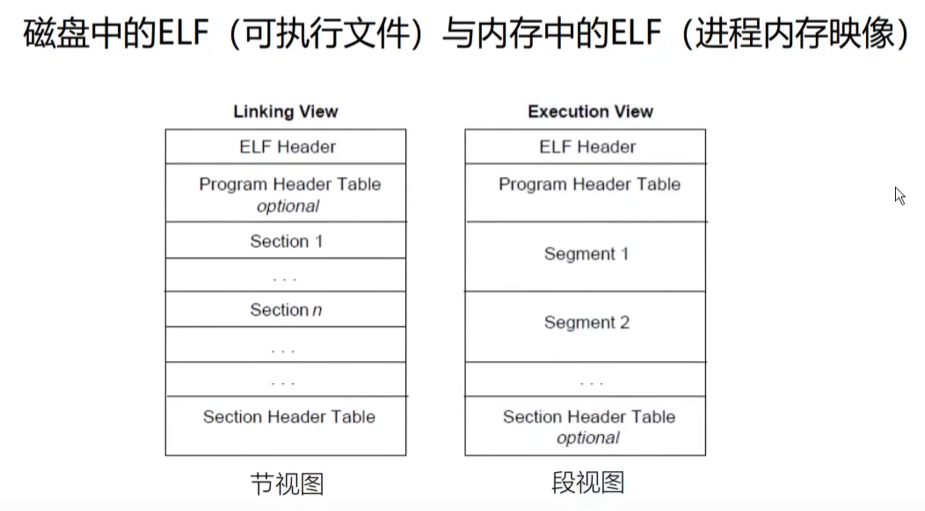 磁盘中的ELF（可执行文件）与内存中的ELF（进程内存映像）
Linking View
ELF Header
Program Header Table
optional
Section 1
. . .
Section n
. . .
. . .
Section Header Table
节视图
Execution View
ELF Header
Program Header Table
Segment 1
Segment 2
. . .
Section Header Table
optional
段视图